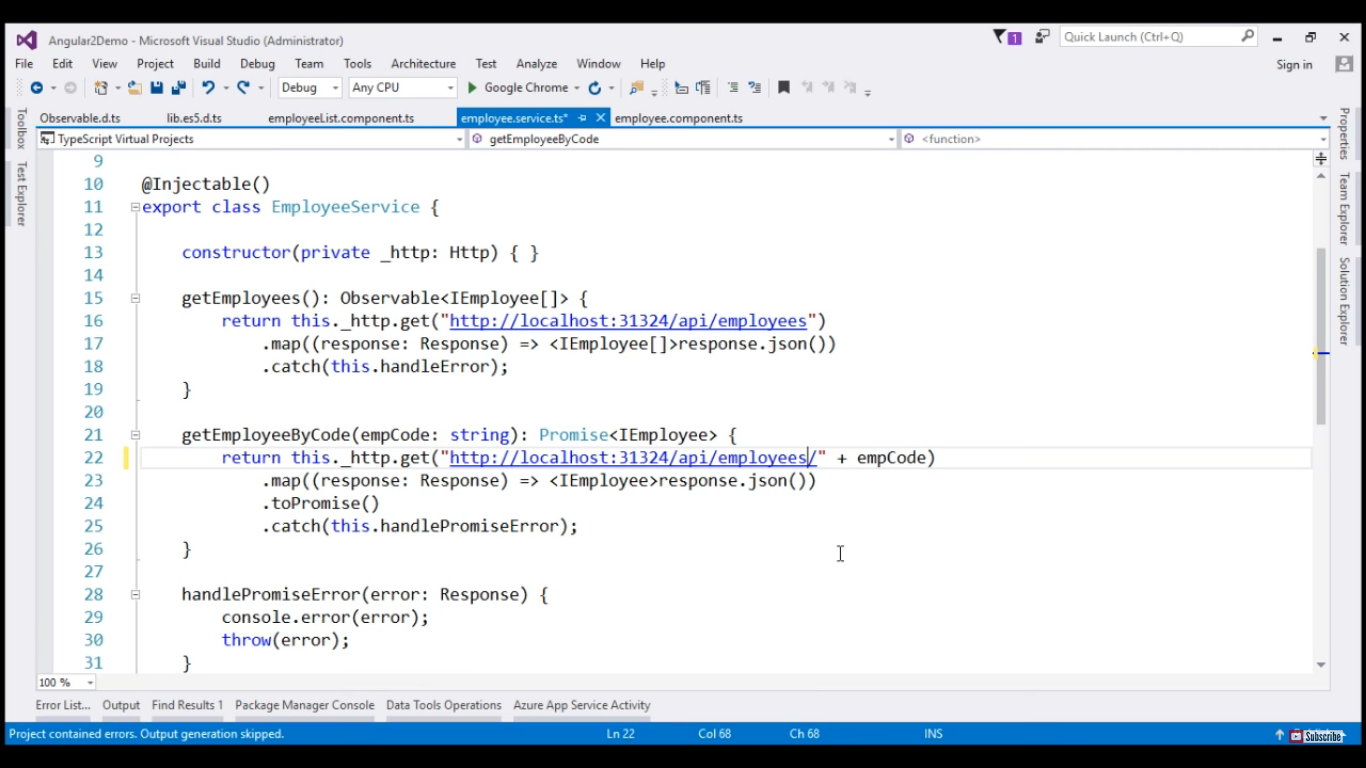 Angular2Demo - Microsoft Visual Studio (Administrator)
1
Quick Launch (Ctrl+Q)
File Edit View Project Build Debug Team Tools Architecture Test Analyze Window Help
Sign in
Debug Any CPU Google Chrome
Observable.d.ts lib.es5.d.ts employeeList.component.ts employee.service.ts* employee.component.ts
TypeScript Virtual Projects getEmployeeByCode <function>
Toolbox
Test Explorer
Properties
Team Explorer
Solution Explorer
9
10 @Injectable()
11 export class EmployeeService {
12
13 constructor(private _http: Http) { }
14
15 getEmployees(): Observable<IEmployee[]> {
16 return this._http.get("http://localhost:31324/api/employees")
17 .map((response: Response) => <IEmployee[]>response.json())
18 .catch(this.handleError);
19 }
20
21 getEmployeeByCode(empCode: string): Promise<IEmployee> {
22 return this._http.get("http://localhost:31324/api/employees/" + empCode)
23 .map((response: Response) => <IEmployee>response.json())
24 .toPromise()
25 .catch(this.handlePromiseError);
26 }
27
28 handlePromiseError(error: Response) {
29 console.error(error);
30 throw(error);
31 }
100 %
Error List... Output Find Results 1 Package Manager Console Data Tools Operations Azure App Service Activity
Project contained errors. Output generation skipped. Ln 22 Col 68 Ch 68 INS
Subscribe